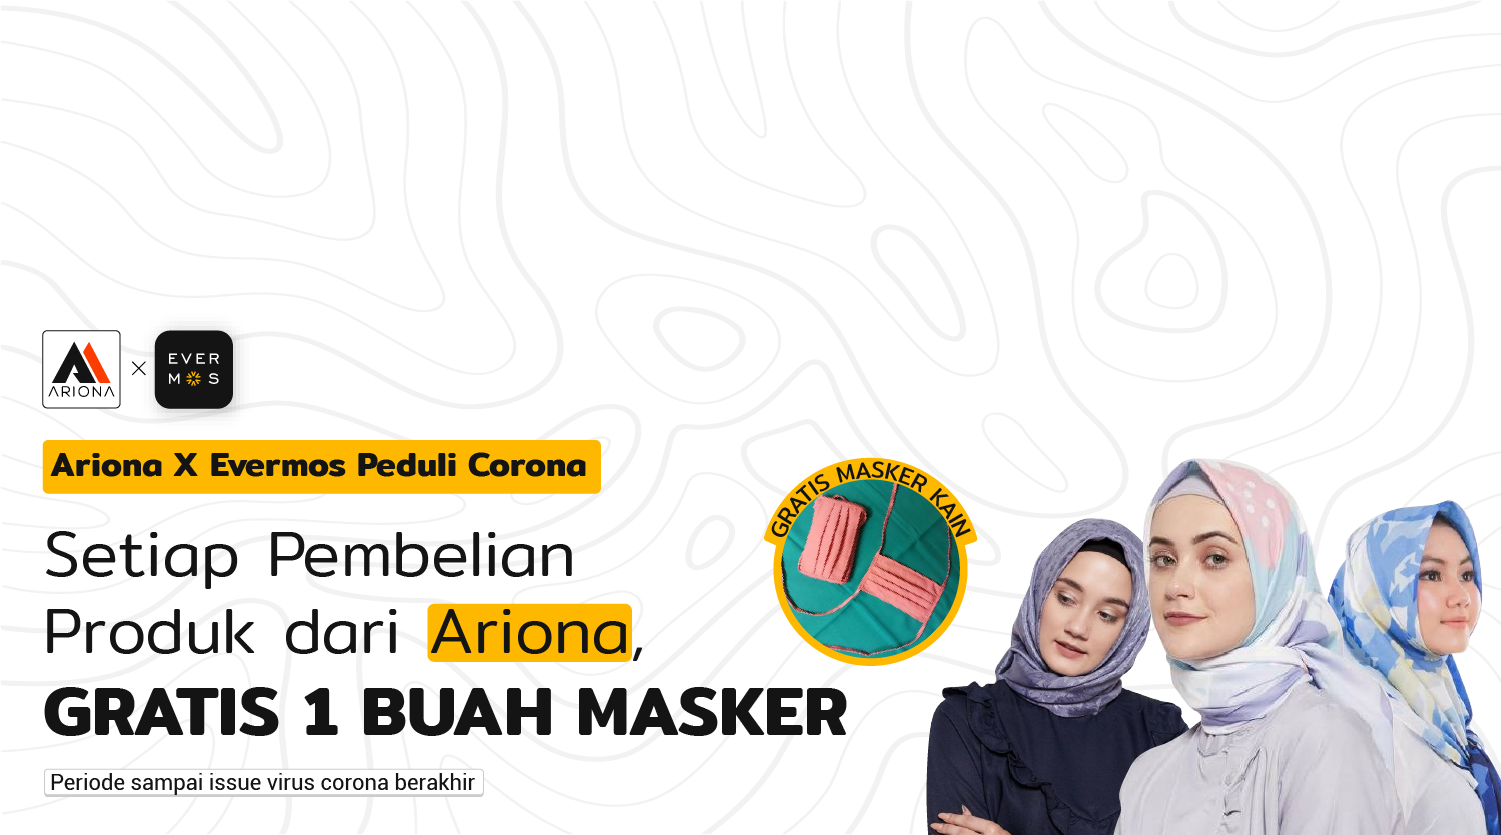 ARIONA
EVER
MOS
Ariona X Evermos Peduli Corona
Setiap Pembelian
Produk dari Ariona,
GRATIS 1 BUAH MASKER
Periode sampai issue virus corona berakhir
GRATIS MASKER KAIN